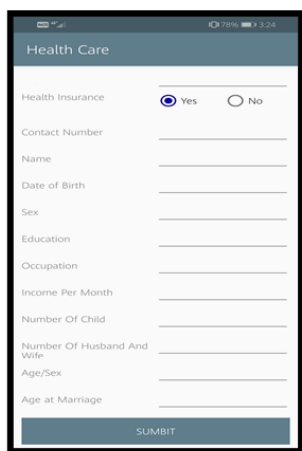 78% 3:24
Health Care
Health Insurance
Yes
No
Contact Number
Name
Date of Birth
Sex
Education
Occupation
Income Per Month
Number Of Child
Number Of Husband And
Wife
Age/Sex
Age at Marriage
SUMBIT